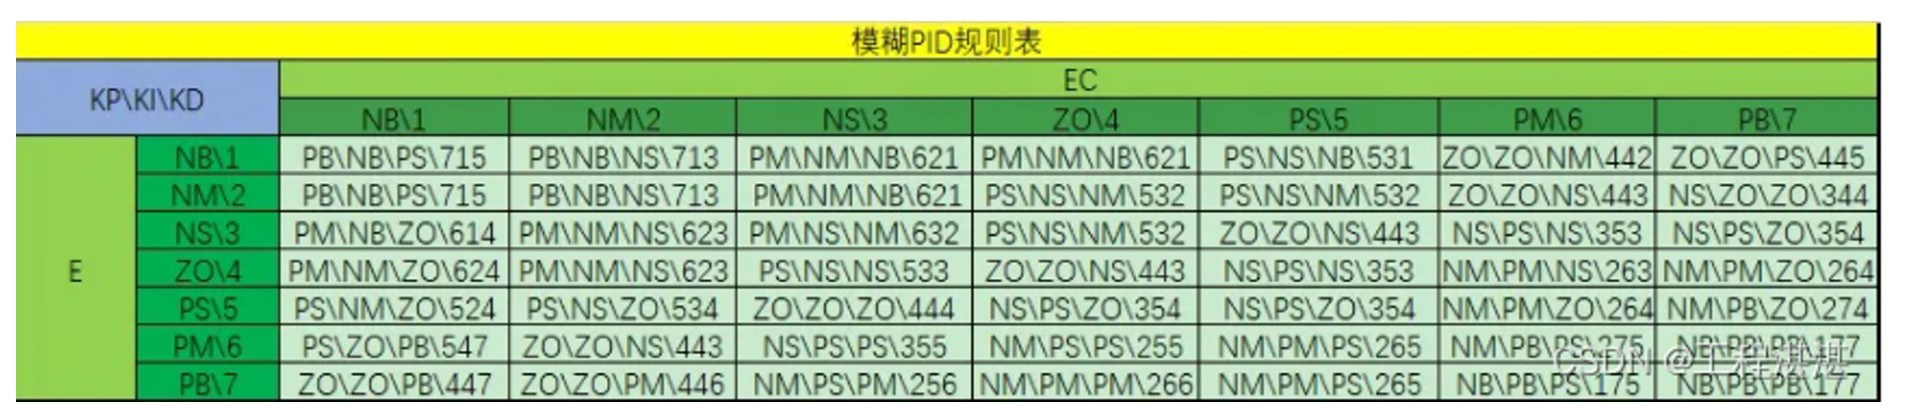 模糊PID规则表
KP\KI\KD
EC
NB\1 NM\2 NS\3 ZO\4 PS\5 PM\6 PB\7
E
NB\1 PB\NB\PS\715 PB\NB\NS\713 PM\NM\NB\621 PM\NM\NB\621 PS\NS\NB\531 ZO\ZO\NM\442 ZO\ZO\PS\445
NM\2 PB\NB\PS\715 PB\NB\NS\713 PM\NM\NB\621 PS\NS\NM\532 PS\NS\NM\532 ZO\ZO\NS\443 NS\ZO\ZO\344
NS\3 PM\NB\ZO\614 PM\NM\NS\623 PM\NS\NM\632 PS\NS\NM\532 ZO\ZO\NS\443 NS\PS\NS\353 NS\PS\ZO\354
ZO\4 PM\NM\ZO\624 PM\NM\NS\623 PS\NS\NS\533 ZO\ZO\NS\443 NS\PS\NS\353 NM\PM\NS\263 NM\PM\ZO\264
PS\5 PS\NM\ZO\524 PS\NS\ZO\534 ZO\ZO\ZO\444 NS\PS\ZO\354 NS\PS\ZO\354 NM\PM\ZO\264 NM\PB\ZO\274
PM\6 PS\ZO\PB\547 ZO\ZO\NS\443 NS\PS\PS\355 NM\PS\PS\255 NM\PM\PS\265 NM\PB\PS\275 NB\PB\PB\177
PB\7 ZO\ZO\PB\447 ZO\ZO\PM\446 NM\PS\PM\256 NM\PM\PM\266 NM\PM\PS\265 NB\PB\PS\175 NB\PB\PB\177
CSDN @工程湛湛